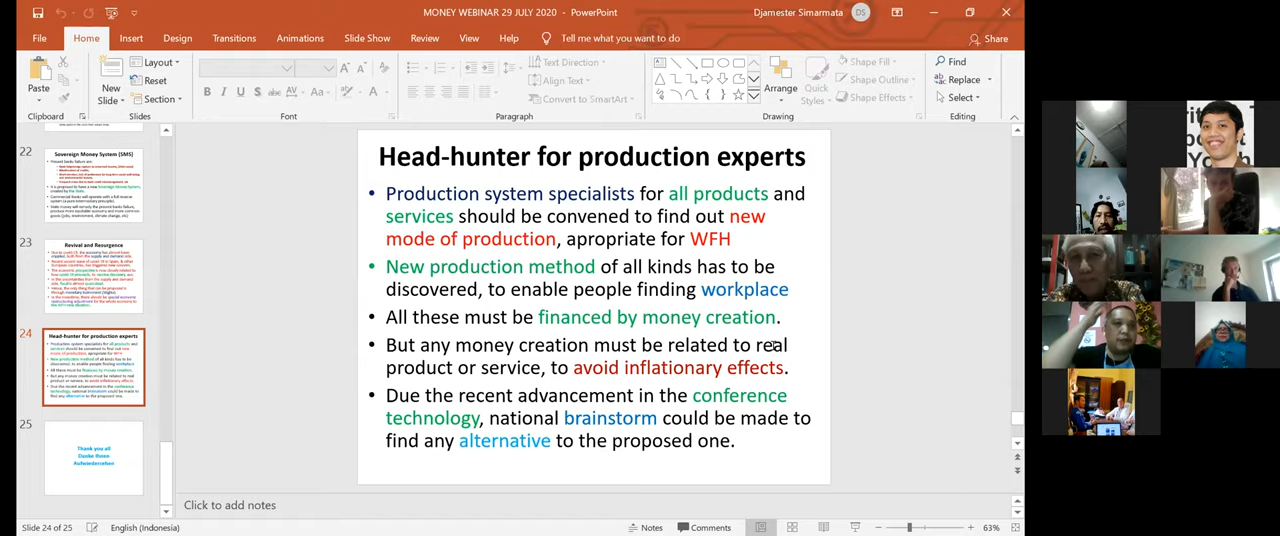 MONEY WEBINAR 29 JULY 2020 - PowerPoint
Djamester Simarmata
DS
File Home Insert Design Transitions Animations Slide Show Review View Help Tell me what you want to do
Share
Paste
New
Slide
Layout
Reset
Section
B I U S abc AV Aa
Text Direction
Align Text
Convert to SmartArt
Arrange
Quick
Styles
Shape Fill
Shape Outline
Shape Effects
Find
Replace
Select
Clipboard Slides Font Paragraph Drawing Editing
22
Sovereign Money System (SMS)
23
Revival and Resurgence
24
Head-hunter for production experts
25
Thank you all
Danke Ihnen
Aufwiedersehen
Head-hunter for production experts
• Production system specialists for all products and
services should be convened to find out new
mode of production, apropriate for WFH
• New production method of all kinds has to be
discovered, to enable people finding workplace
• All these must be financed by money creation.
• But any money creation must be related to real
product or service, to avoid inflationary effects.
• Due the recent advancement in the conference
technology, national brainstorm could be made to
find any alternative to the proposed one.
Click to add notes
Slide 24 of 25 English (Indonesia) Notes Comments 63%